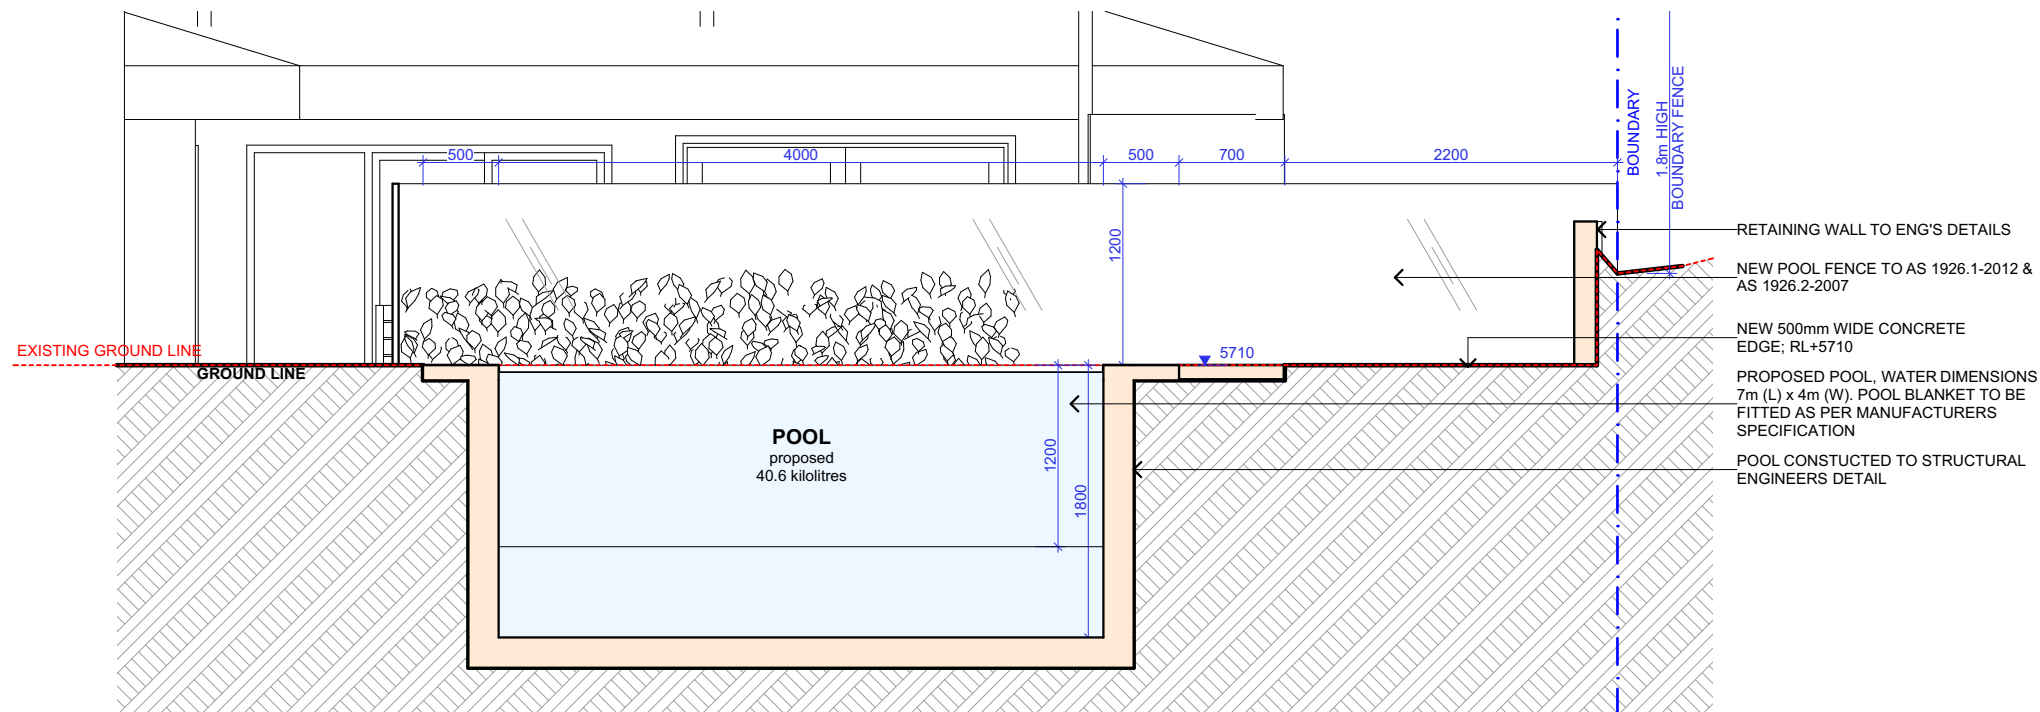 BOUNDARY
1.8m HIGH
BOUNDARY FENCE
500
4000
500
700
2200
1200
RETAINING WALL TO ENG'S DETAILS
NEW POOL FENCE TO AS 1926.1-2012 &
AS 1926.2-2007
NEW 500mm WIDE CONCRETE
EDGE; RL+5710
PROPOSED POOL, WATER DIMENSIONS
7m (L) x 4m (W). POOL BLANKET TO BE
FITTED AS PER MANUFACTURERS
SPECIFICATION
POOL CONSTUCTED TO STRUCTURAL
ENGINEERS DETAIL
EXISTING GROUND LINE
GROUND LINE
5710
POOL
proposed
40.6 kilolitres
1200
1800